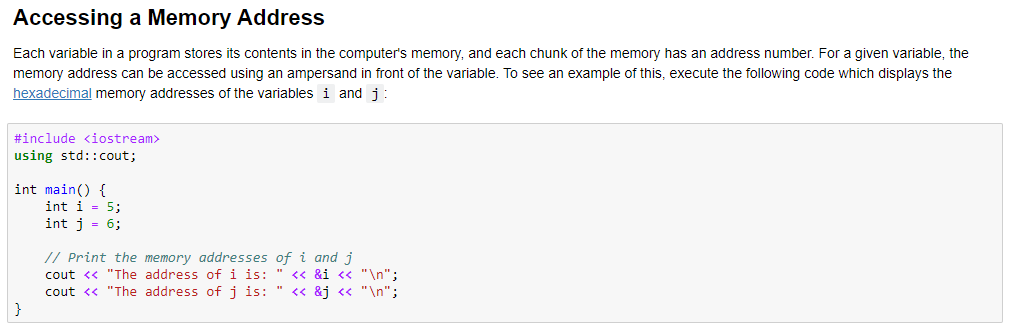 Accessing a Memory Address
Each variable in a program stores its contents in the computer's memory, and each chunk of the memory has an address number. For a given variable, the
memory address can be accessed using an ampersand in front of the variable. To see an example of this, execute the following code which displays the
hexadecimal memory addresses of the variables i and j:
#include <iostream>
using std::cout;

int main() {
    int i = 5;
    int j = 6;

    // Print the memory addresses of i and j
    cout << "The address of i is: " << &i << "\n";
    cout << "The address of j is: " << &j << "\n";
}